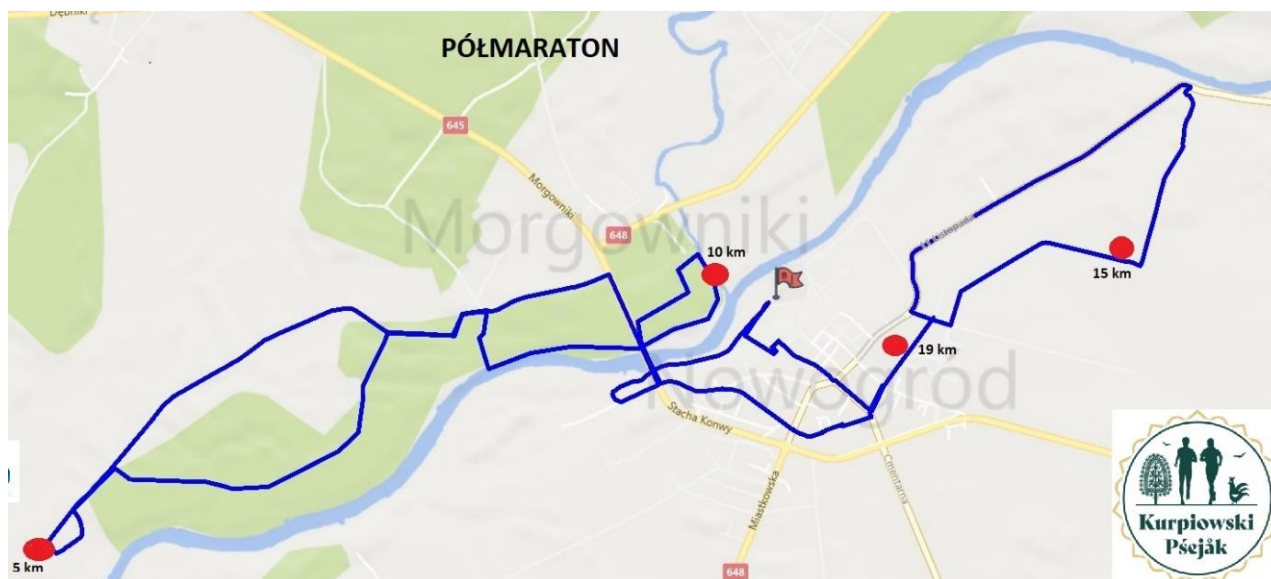 Dębniki
PÓŁMARATON
645
Morgowniki
Morgowniki
648
10 km
15 km
19 km
Nowogród
Stacha Konwy
Miastkowska
Cmentarna
648
5 km
Kurpiowski
Pśejåk